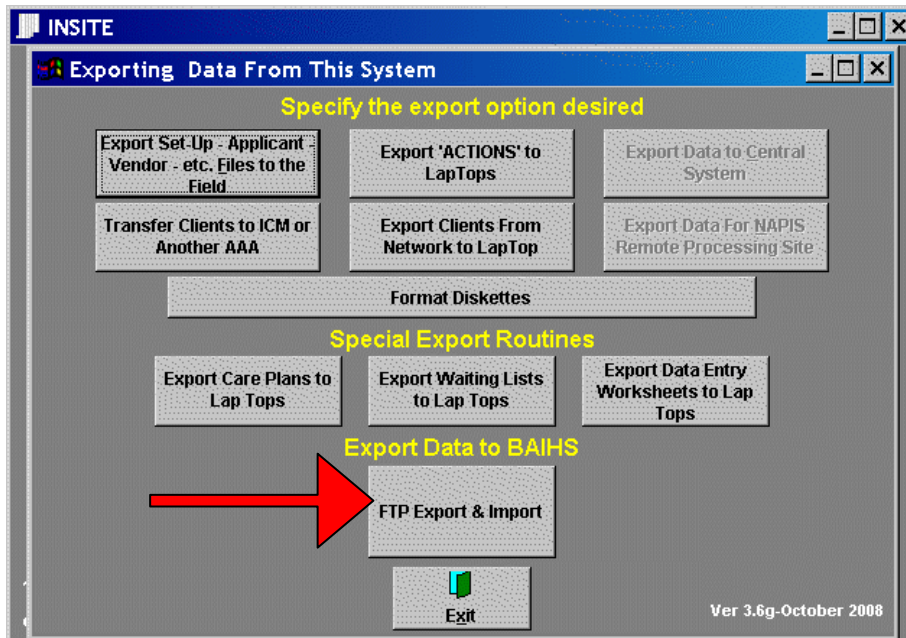 INSITE
Exporting Data From This System
Specify the export option desired
Export Set-Up - Applicant -
Vendor - etc. Files to the
Field
Export 'ACTIONS' to
LapTops
Export Data to Central
System
Transfer Clients to ICM or
Another AAA
Export Clients From
Network to LapTop
Export Data For NAPIS
Remote Processing Site
Format Diskettes
Special Export Routines
Export Care Plans to
Lap Tops
Export Waiting Lists
to Lap Tops
Export Data Entry
Worksheets to Lap
Tops
Export Data to BAIHS
FTP Export & Import
Exit
Ver 3.6g-October 2008